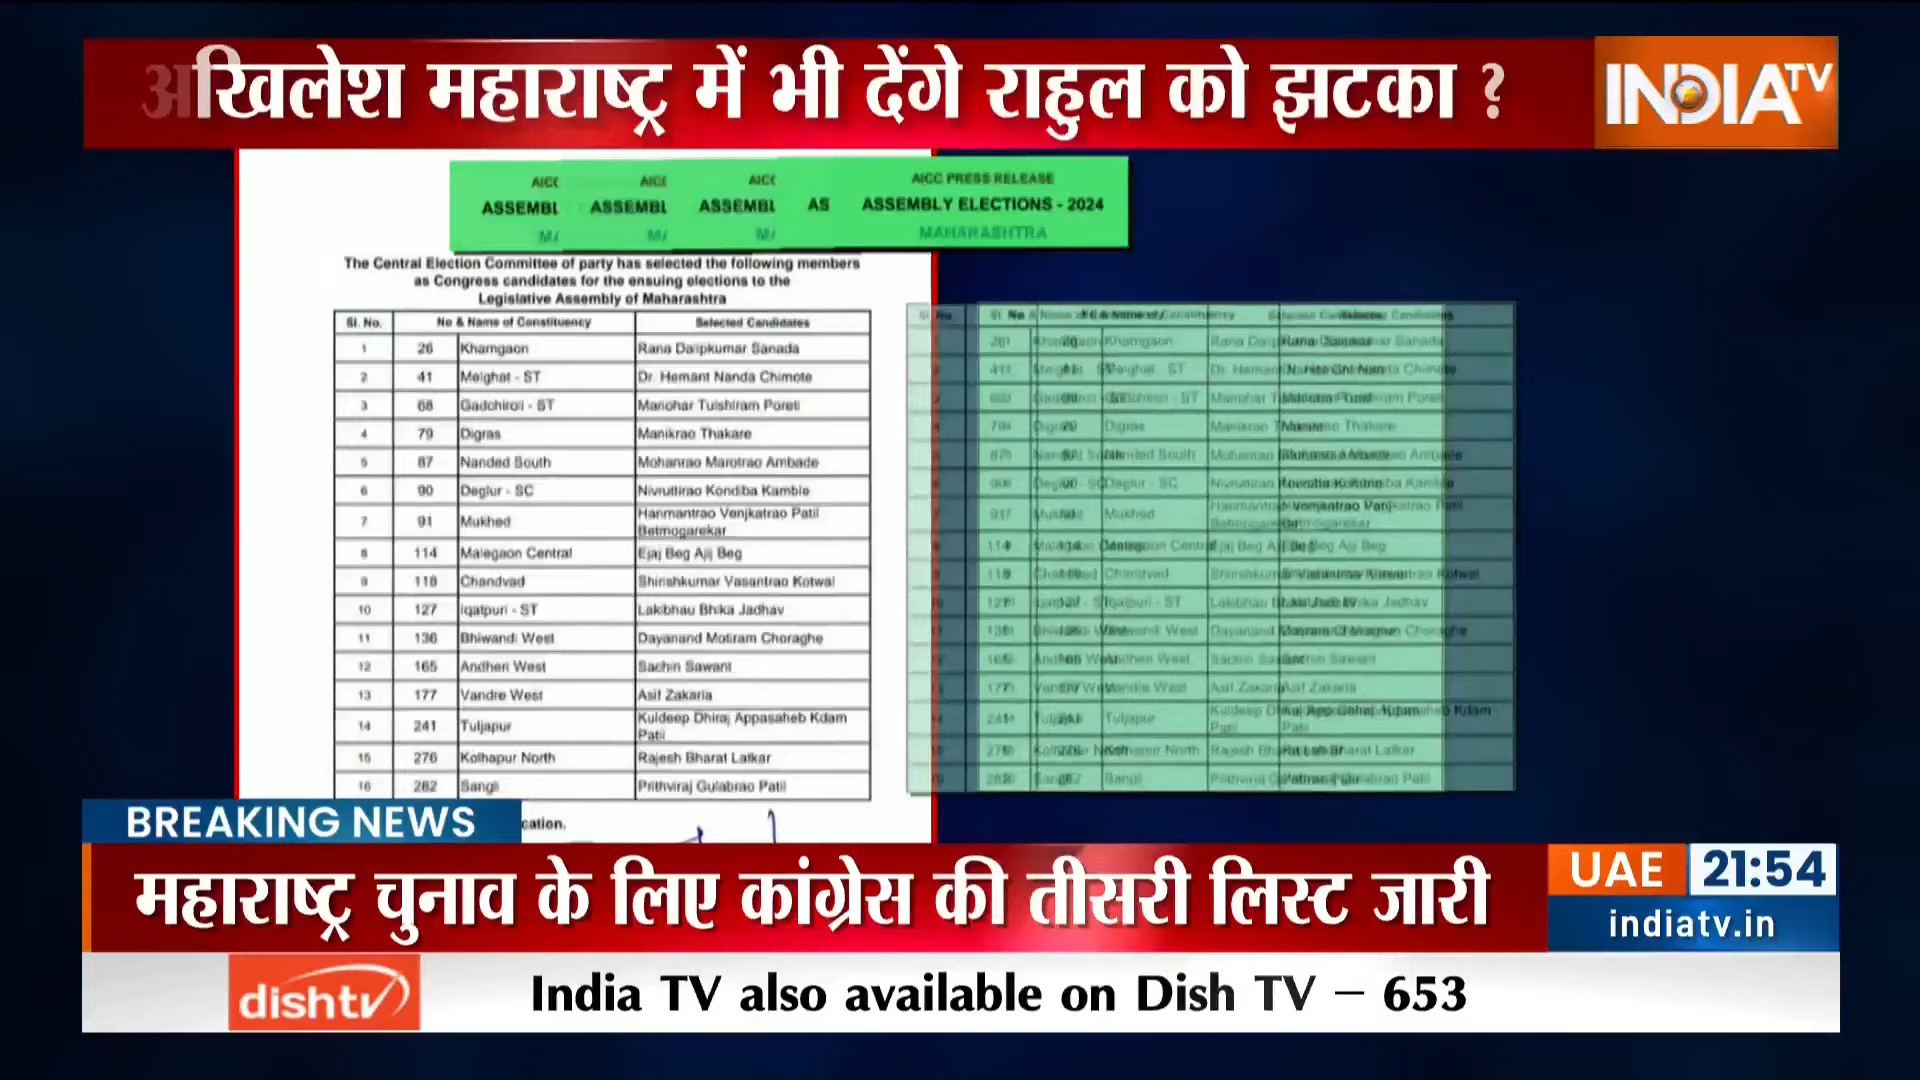 अखिलेश महाराष्ट्र में भी देंगे राहुल को झटका ?
INDIA TV
AICC PRESS RELEASE
ASSEMBLY ELECTIONS - 2024
MAHARASHTRA
The Central Election Committee of party has selected the following members
as Congress candidates for the ensuing elections to the
Legislative Assembly of Maharashtra
Sl. No. No & Name of Constituency Selected Candidates
1 26 Khamgaon Rana Dalipkumar Sanada
2 41 Melghat - ST Dr. Hemant Nanda Chimote
3 68 Gadchiroli - ST Manohar Tulshiram Poreti
4 79 Digras Manikrao Thakare
5 87 Nanded South Mohanrao Marotrao Ambade
6 90 Deglur - SC Nivruttirao Kondiba Kamble
7 91 Mukhed Hanmantrao Venjkatrao Patil
Betmogarekar
8 114 Malegaon Central Ejaj Beg Ajij Beg
9 118 Chandvad Shirishkumar Vasantrao Kotwal
10 127 Iqatpuri - ST Lakibhau Bhika Jadhav
11 136 Bhiwandi West Dayanand Motiram Choraghe
12 165 Andheri West Sachin Sawant
13 177 Vandre West Asif Zakaria
14 241 Tuljapur Kuldeep Dhiraj Appasaheb Kdam
Patil
15 276 Kolhapur North Rajesh Bharat Latkar
16 282 Sangli Prithviraj Gulabrao Patil
cation.
BREAKING NEWS
महाराष्ट्र चुनाव के लिए कांग्रेस की तीसरी लिस्ट जारी
UAE 21:54
indiatv.in
dishtv
India TV also available on Dish TV – 653